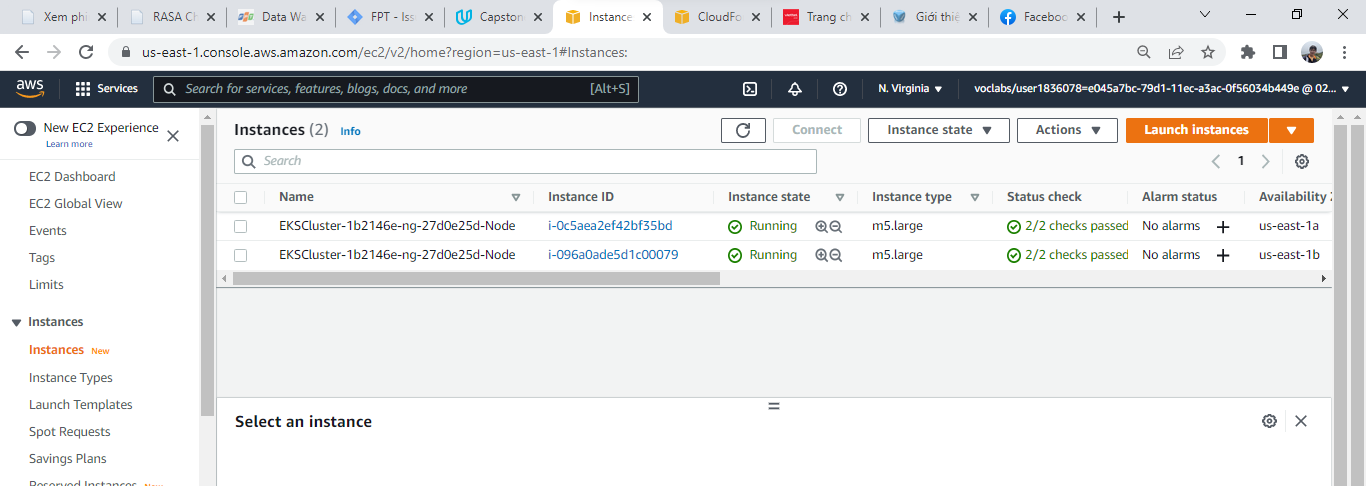 Xem phi
RASA Ch
Data Wa
FPT - Iss
Capston
Instance
CloudFo
Trang ch
Giới thiệ
Faceboo
us-east-1.console.aws.amazon.com/ec2/v2/home?region=us-east-1#Instances:
aws
Services
Search for services, features, blogs, docs, and more
[Alt+S]
N. Virginia
voclabs/user1836078=e045a7bc-79d1-11ec-a3ac-0f56034b449e @ 02...
New EC2 Experience
Learn more
EC2 Dashboard
EC2 Global View
Events
Tags
Limits
Instances
Instances New
Instance Types
Launch Templates
Spot Requests
Savings Plans
Reserved Instances New
Instances (2) Info
Connect
Instance state
Actions
Launch instances
Search
1
Name Instance ID Instance state Instance type Status check Alarm status Availability
EKSCluster-1b2146e-ng-27d0e25d-Node i-0c5aea2ef42bf35bd Running m5.large 2/2 checks passed No alarms + us-east-1a
EKSCluster-1b2146e-ng-27d0e25d-Node i-096a0ade5d1c00079 Running m5.large 2/2 checks passed No alarms + us-east-1b
Select an instance